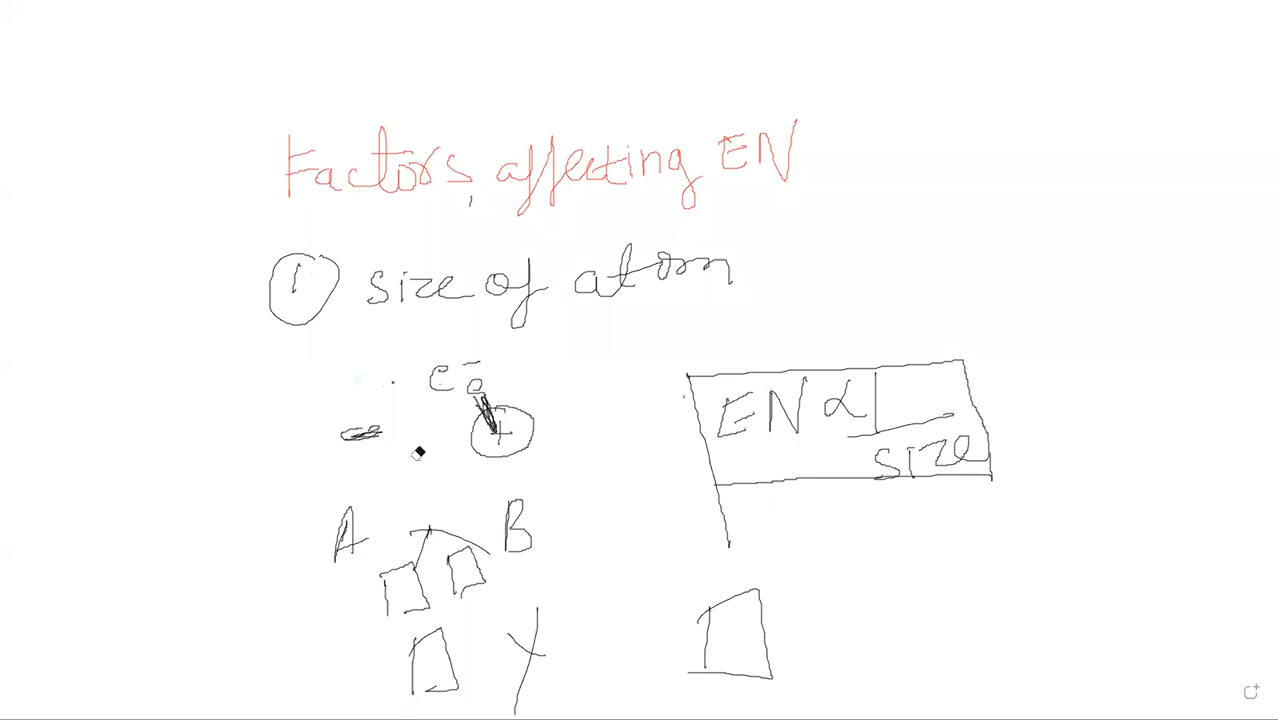 Factors affecting EN
1 size of atom
e-
+
EN α 1/size
A B